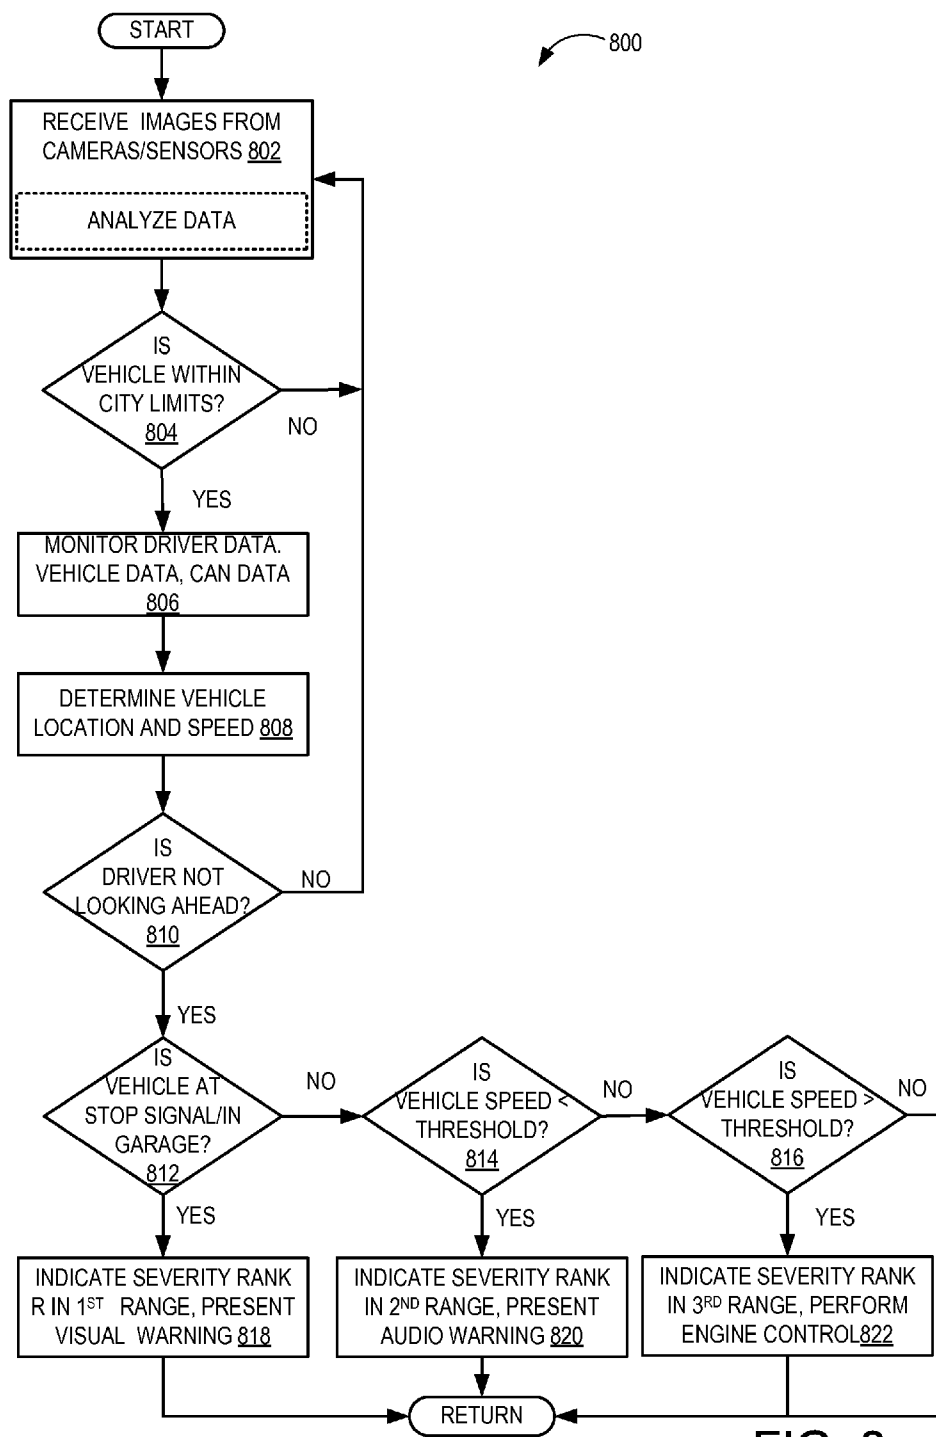 START
800
RECEIVE IMAGES FROM
CAMERAS/SENSORS 802
ANALYZE DATA
IS
VEHICLE WITHIN
CITY LIMITS?
804
NO
YES
MONITOR DRIVER DATA.
VEHICLE DATA, CAN DATA
806
DETERMINE VEHICLE
LOCATION AND SPEED 808
IS
DRIVER NOT
LOOKING AHEAD?
810
NO
YES
IS
VEHICLE AT
STOP SIGNAL/IN
GARAGE?
812
NO
YES
IS
VEHICLE SPEED <
THRESHOLD?
814
NO
YES
IS
VEHICLE SPEED >
THRESHOLD?
816
NO
YES
INDICATE SEVERITY RANK
R IN 1ST RANGE, PRESENT
VISUAL WARNING 818
INDICATE SEVERITY RANK
IN 2ND RANGE, PRESENT
AUDIO WARNING 820
INDICATE SEVERITY RANK
IN 3RD RANGE, PERFORM
ENGINE CONTROL822
RETURN